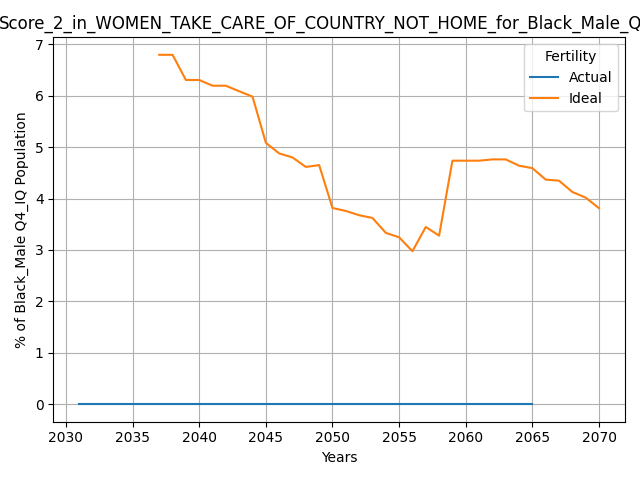 Score_2_in_WOMEN_TAKE_CARE_OF_COUNTRY_NOT_HOME_for_Black_Male_Q
7
6
5
4
3
2
1
0
% of Black_Male Q4_IQ Population
Fertility
Actual
Ideal
2030 2035 2040 2045 2050 2055 2060 2065 2070
Years